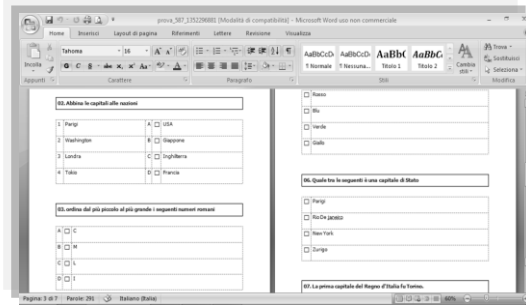 prova_587_1352296881 [Modalità di compatibilità] - Microsoft Word uso non commerciale
Home Inserisci Layout di pagina Riferimenti Lettere Revisione Visualizza
Incolla
Tahoma 16
G C S abc
AaBbCcDc AaBbCcDc AaBb( AaBbC
¶ Normale ¶ Nessuna... Titolo 1 Titolo 2
Cambia stili
Trova
Sostituisci
Seleziona
Appunti Carattere Paragrafo Stili Modifica
02. Abbina le capitali alle nazioni
1 Parigi A USA
2 Washington B Giappone
3 Londra C Inghilterra
4 Tokio D Francia
03. ordina dal più piccolo al più grande i seguenti numeri romani
A C
B M
C L
D I
Rosso
Blu
Verde
Giallo
06. Quale tra le seguenti è una capitale di Stato
Parigi
Rio De Janeiro
New York
Zurigo
07. La prima capitale del Regno d'Italia fu Torino.
Pagina: 3 di 7 Parole: 291 Italiano (Italia) 60%